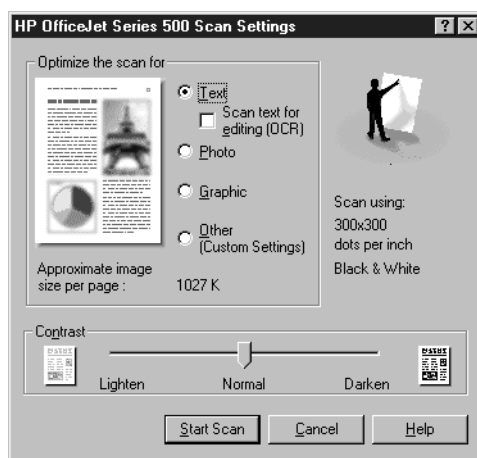 HP OfficeJet Series 500 Scan Settings
Optimize the scan for
Text
Scan text for
editing (OCR)
Photo
Graphic
Other
(Custom Settings)
Approximate image
size per page :
1027 K
Scan using:
300x300
dots per inch
Black & White
Contrast
Lighten
Normal
Darken
Start Scan
Cancel
Help